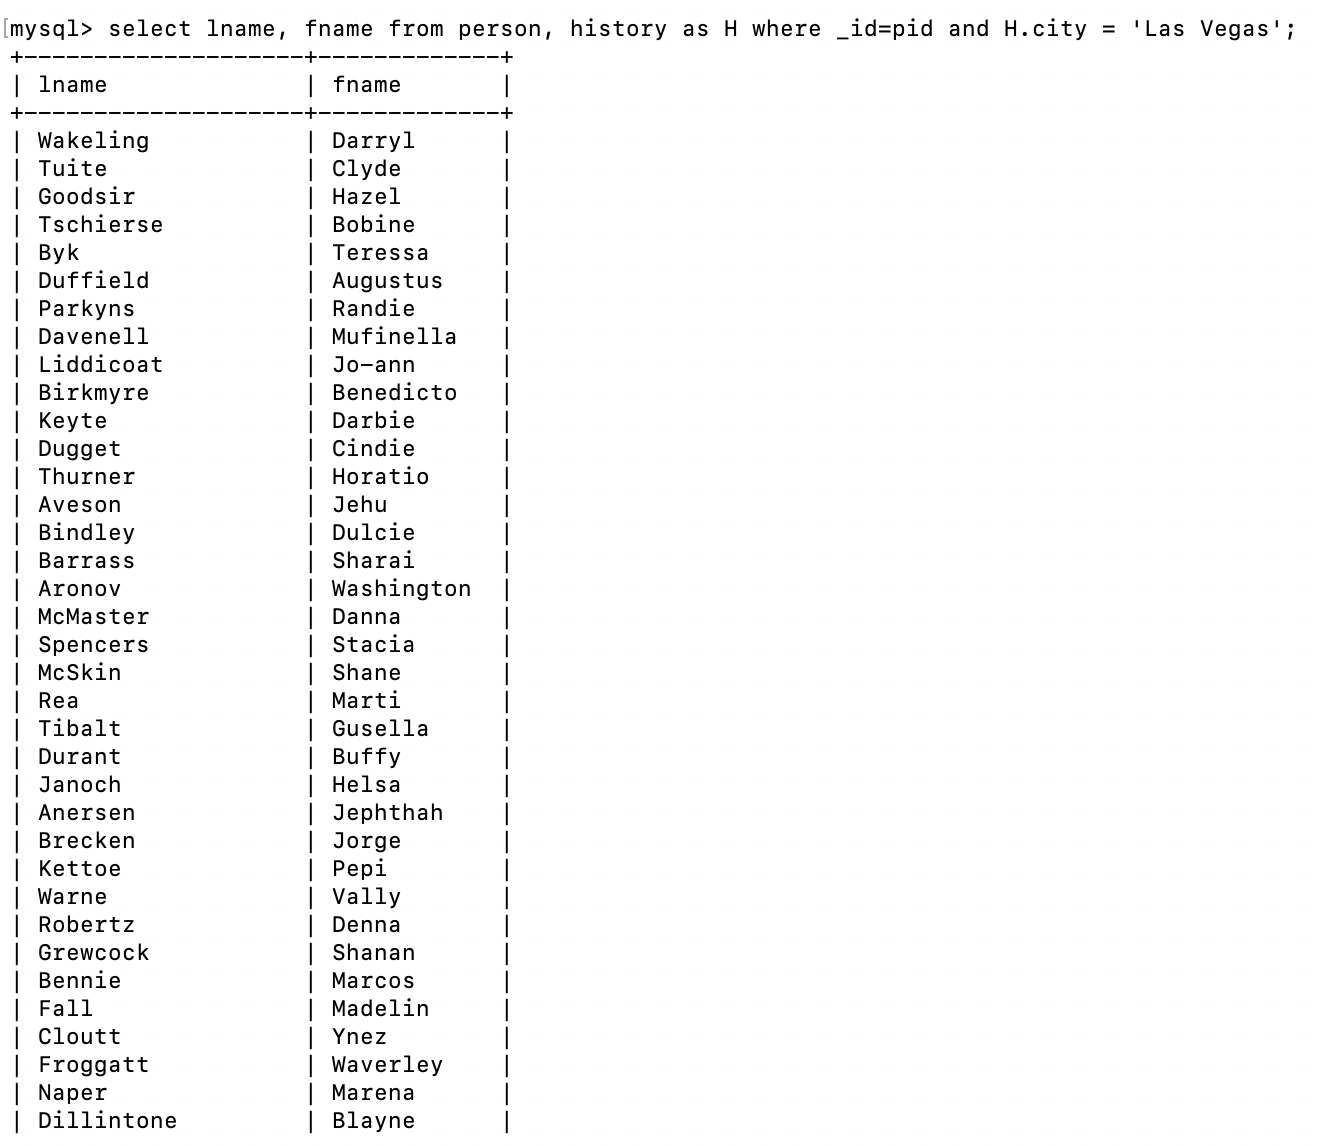 [mysql> select lname, fname from person, history as H where _id=pid and H.city = 'Las Vegas';
+---------------------+--------------+
| lname               | fname        |
+---------------------+--------------+
| Wakeling            | Darryl       |
| Tuite               | Clyde        |
| Goodsir             | Hazel        |
| Tschierse           | Bobine       |
| Byk                 | Teressa      |
| Duffield            | Augustus     |
| Parkyns             | Randie       |
| Davenell            | Mufinella    |
| Liddicoat           | Jo-ann       |
| Birkmyre            | Benedicto    |
| Keyte               | Darbie       |
| Dugget              | Cindie       |
| Thurner             | Horatio      |
| Aveson              | Jehu         |
| Bindley             | Dulcie       |
| Barrass             | Sharai       |
| Aronov              | Washington   |
| McMaster            | Danna        |
| Spencers            | Stacia       |
| McSkin              | Shane        |
| Rea                 | Marti        |
| Tibalt              | Gusella      |
| Durant              | Buffy        |
| Janoch              | Helsa        |
| Anersen             | Jephthah     |
| Brecken             | Jorge        |
| Kettoe              | Pepi         |
| Warne               | Vally        |
| Robertz             | Denna        |
| Grewcock            | Shanan       |
| Bennie              | Marcos       |
| Fall                | Madelin      |
| Cloutt              | Ynez         |
| Froggatt            | Waverley     |
| Naper               | Marena       |
| Dillintone          | Blayne       |